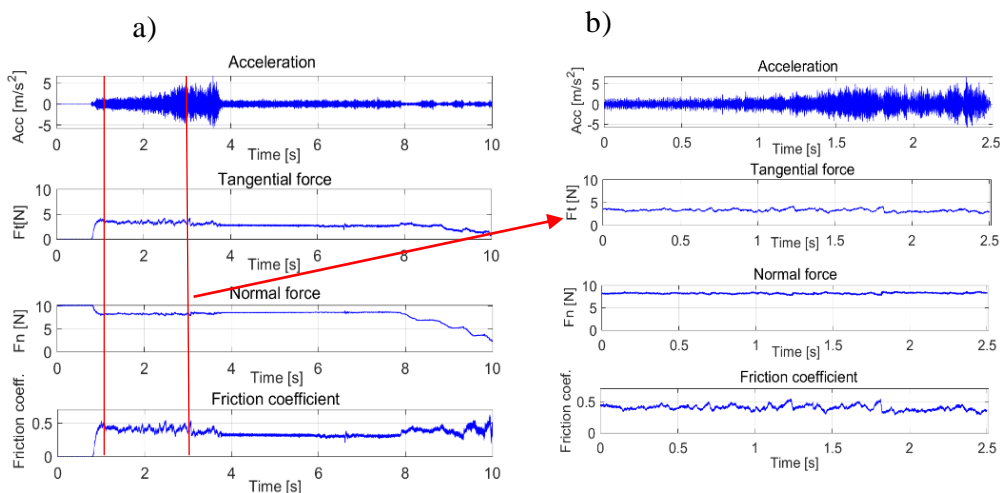 a)
Acceleration
Acc [m/s²]
5
0
-5
0 2 4 6 8 10
Time [s]
Tangential force
Ft[N]
10
5
0
0 2 4 6 8 10
Time [s]
Normal force
Fn [N]
10
5
0
0 2 4 6 8 10
Time [s]
Friction coefficient
Friction coeff.
0.5
0
0 2 4 6 8 10
Time [s]
b)
Acceleration
Acc [m/s²]
5
0
-5
0 0.5 1 1.5 2 2.5
Time [s]
Tangential force
Ft [N]
10
5
0
0 0.5 1 1.5 2 2.5
Time [s]
Normal force
Fn [N]
10
5
0
0 0.5 1 1.5 2 2.5
Time [s]
Friction coefficient
Friction coef.
0.5
0
0 0.5 1 1.5 2 2.5
Time [s]